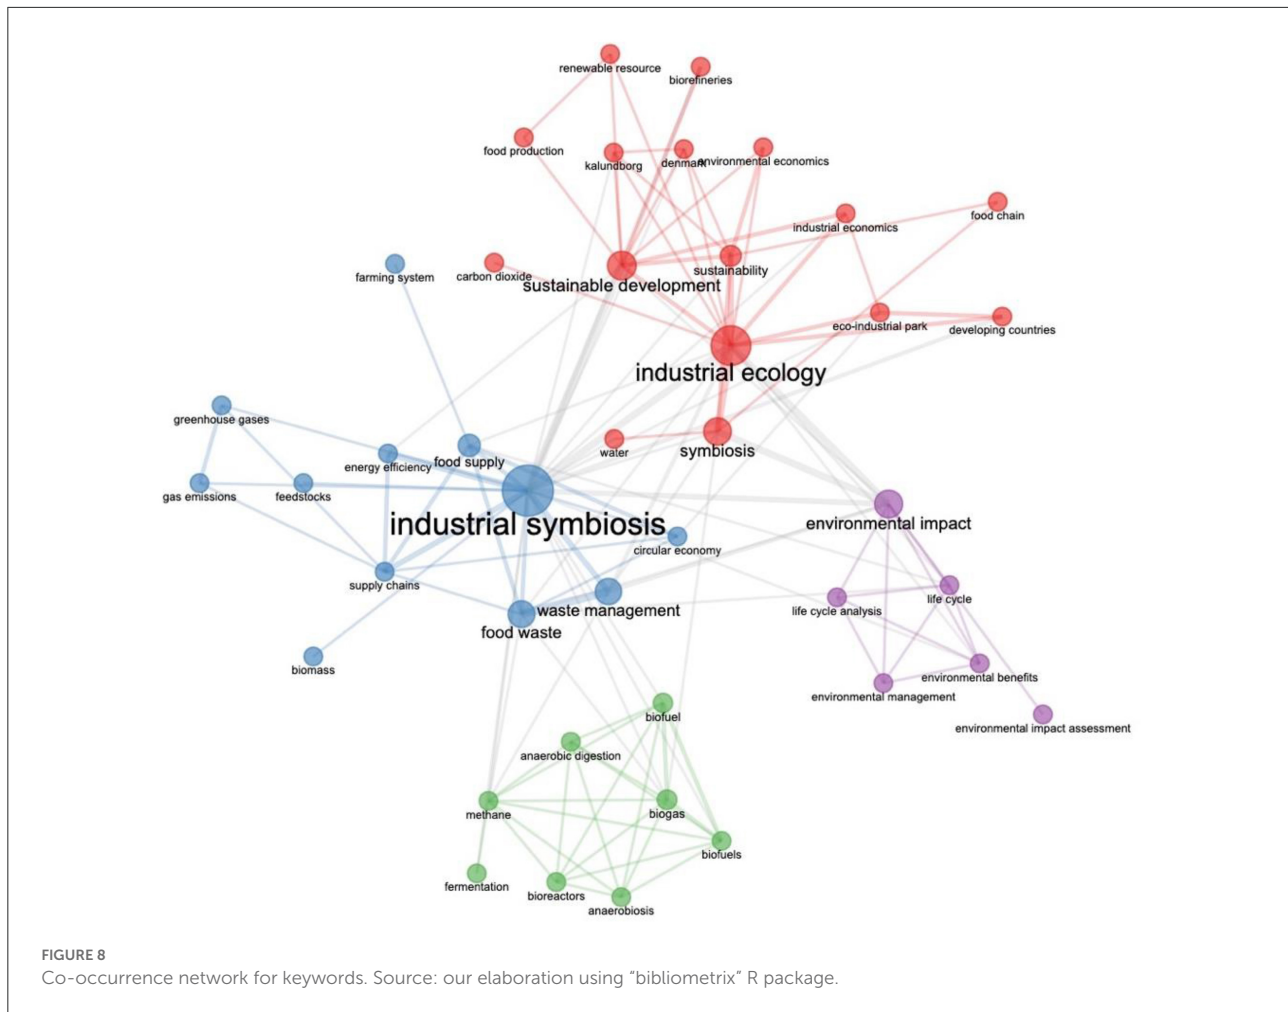 renewable resource
biorefineries
food production
kalundborg
denmark
environmental economics
industrial economics
food chain
farming system
carbon dioxide
sustainability
sustainable development
eco-industrial park
developing countries
industrial ecology
greenhouse gases
water
symbiosis
energy efficiency
food supply
gas emissions
feedstocks
industrial symbiosis
environmental impact
circular economy
supply chains
life cycle
waste management
life cycle analysis
food waste
biomass
environmental benefits
environmental management
biofuel
environmental impact assessment
anaerobic digestion
methane
biogas
biofuels
fermentation
bioreactors
anaerobiosis
FIGURE 8
Co-occurrence network for keywords. Source: our elaboration using “bibliometrix” R package.